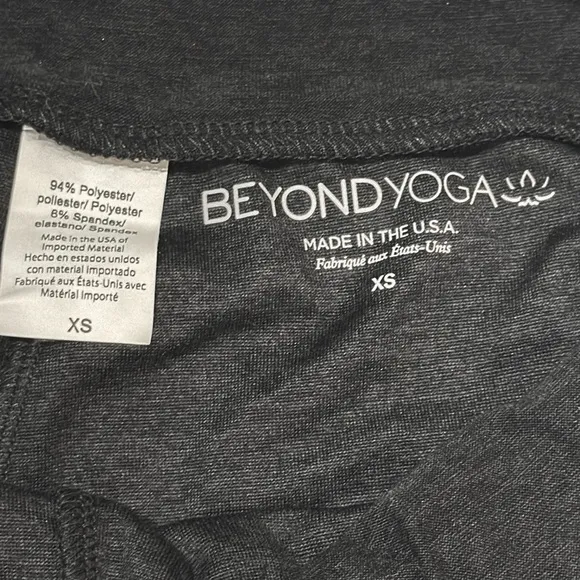 94% Polyester/
poliester/ Polyester
6% Spandex/
elastano/ Spandex
Made in the USA of
Imported Material
Hecho en estados unidos
con material importado
Fabriqué aux États-Unis avec
Matérial Importé
XS
BEYOND YOGA
MADE IN THE U.S.A.
Fabriqué aux États-Unis
XS